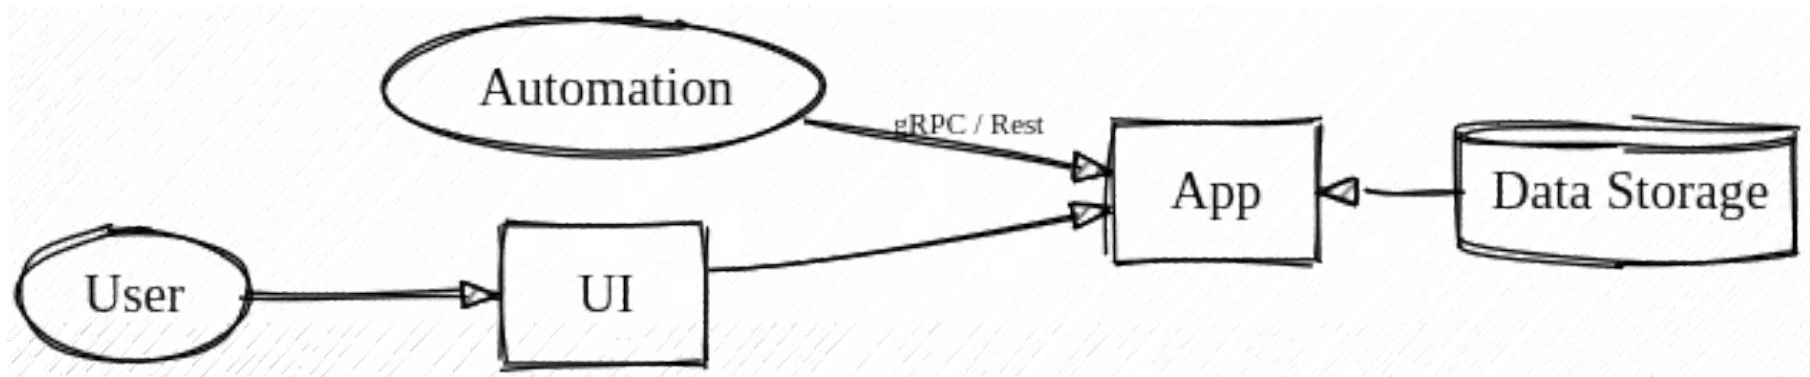 Automation
gRPC / Rest
App
Data Storage
User
UI